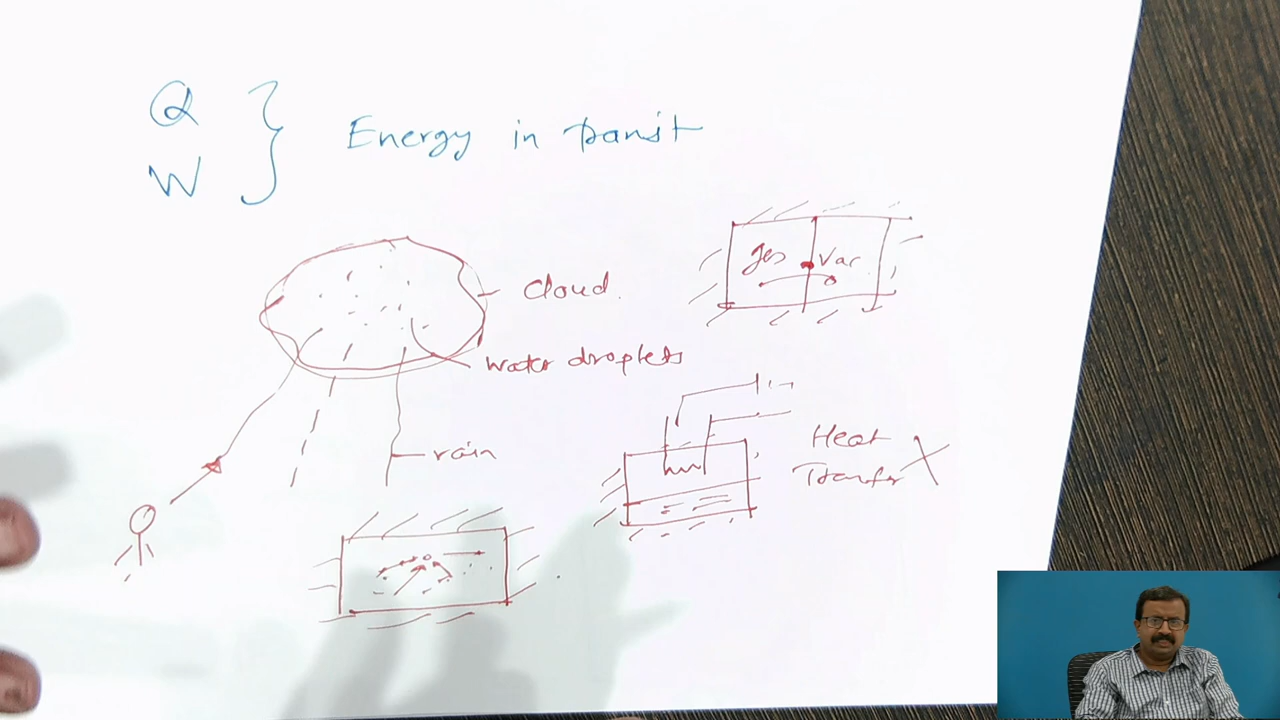 Q
W
Energy in transit
gas
Vac
Cloud.
Water droplets
rain
Heat
Transfer